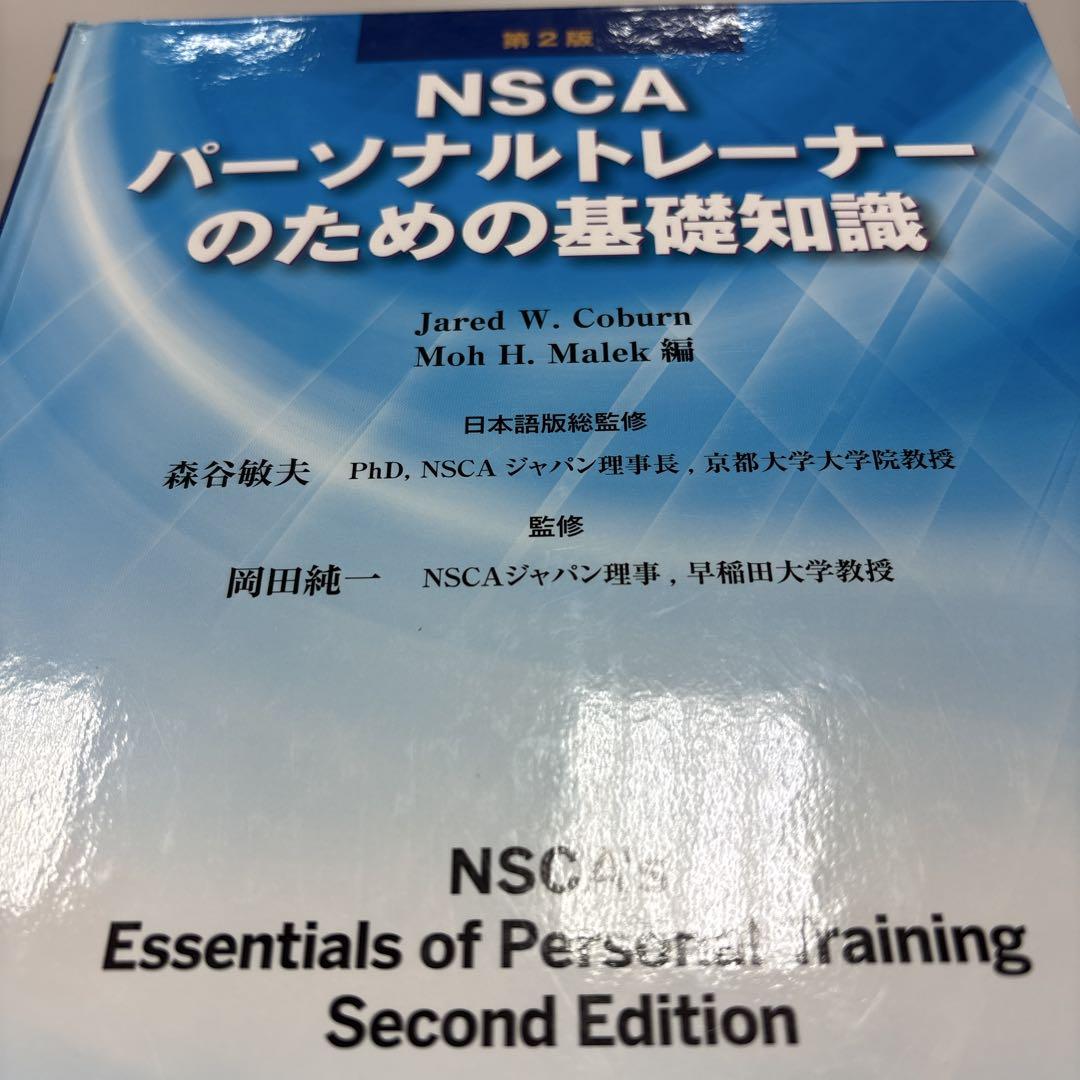 第2版
NSCA
パーソナルトレーナー
のための基礎知識
Jared W. Coburn
Moh H. Malek 編
日本語版総監修
森谷敏夫 PhD, NSCA ジャパン理事長 , 京都大学大学院教授
監修
岡田純一 NSCAジャパン理事 , 早稲田大学教授
NSCA's
Essentials of Personal Training
Second Edition